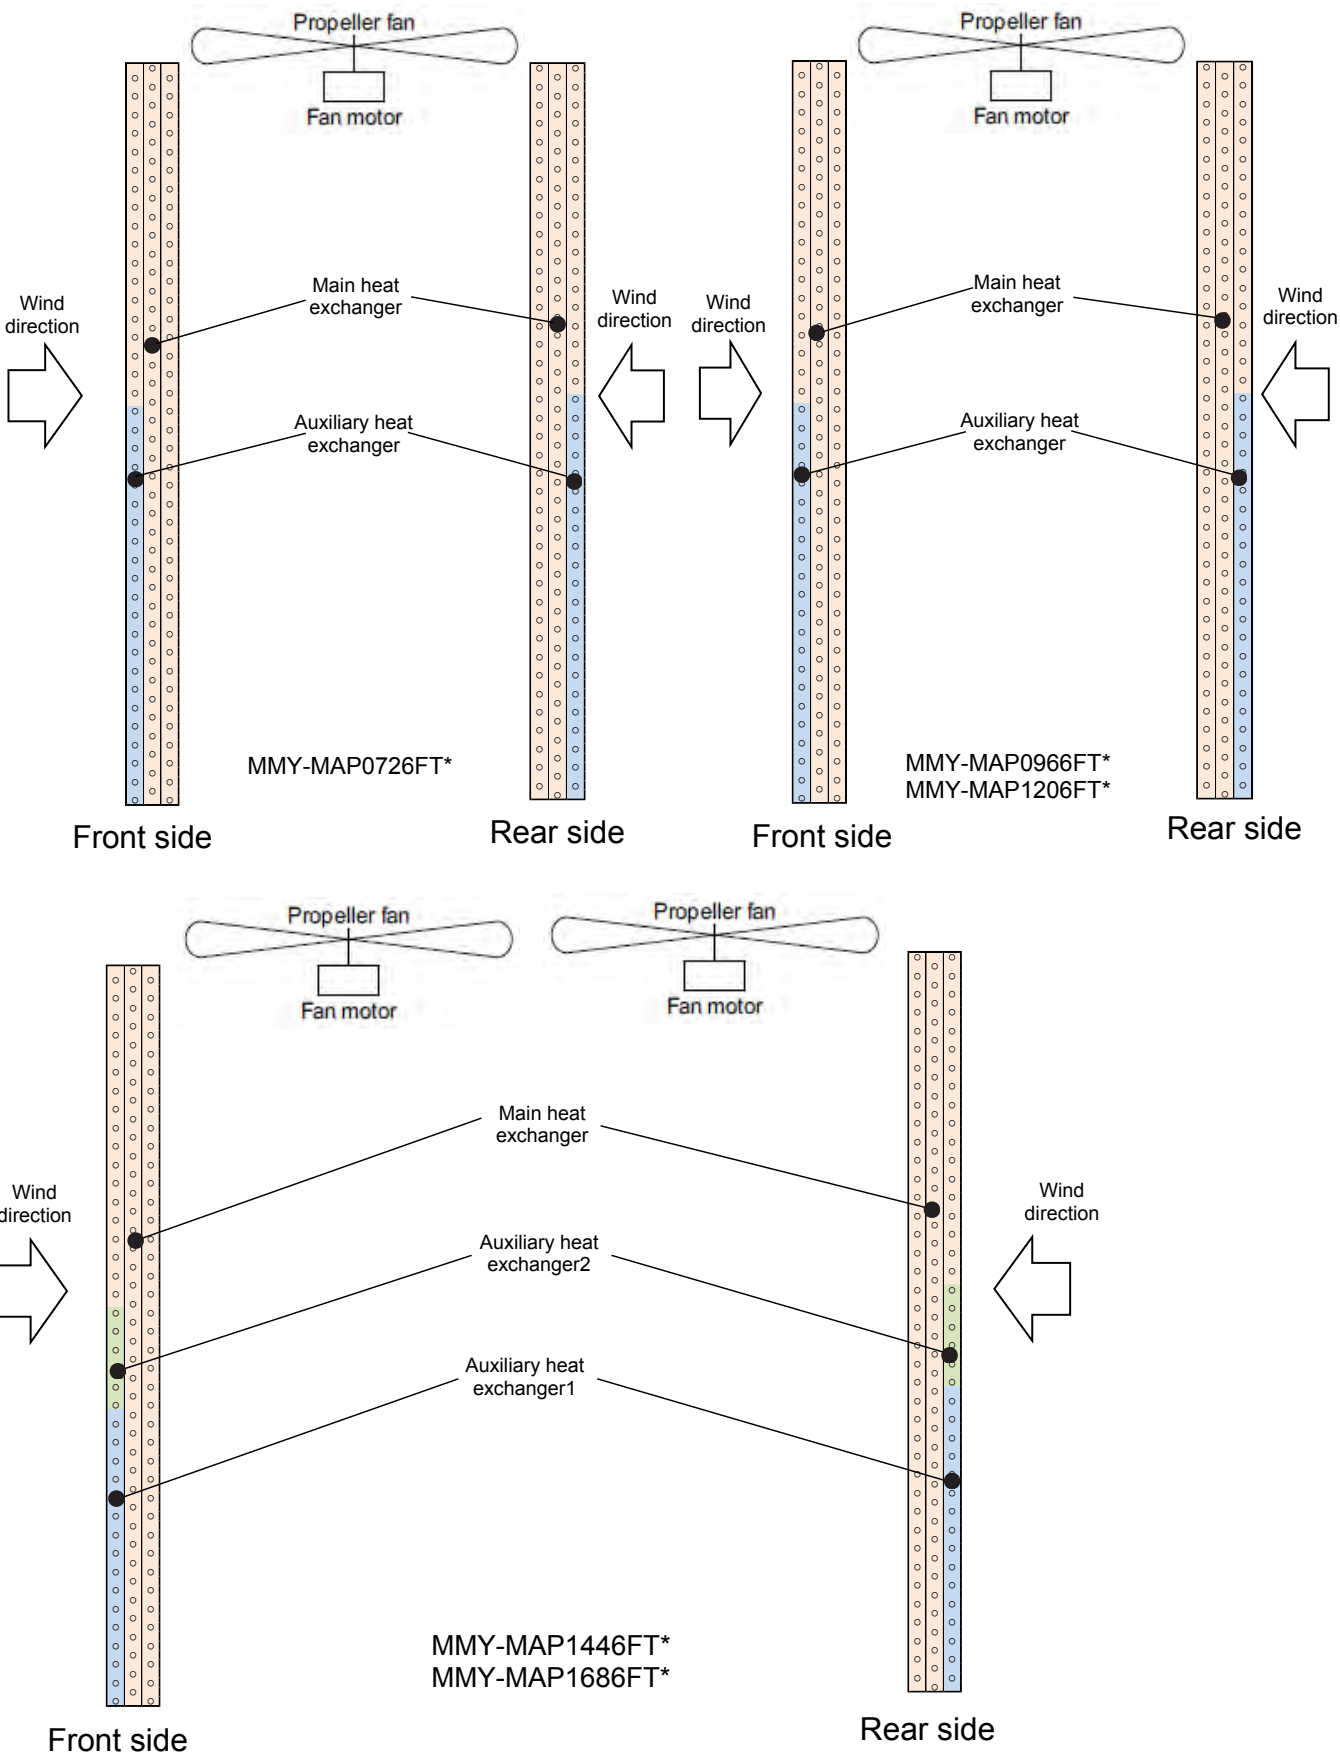 Propeller fan
Fan motor
Main heat
exchanger
Wind
direction
Wind
direction
Auxiliary heat
exchanger
MMY-MAP0726FT*
Front side
Rear side
Propeller fan
Fan motor
Main heat
exchanger
Wind
direction
Wind
direction
Auxiliary heat
exchanger
MMY-MAP0966FT*
MMY-MAP1206FT*
Front side
Rear side
Propeller fan
Fan motor
Propeller fan
Fan motor
Main heat
exchanger
Wind
direction
Wind
direction
Auxiliary heat
exchanger2
Auxiliary heat
exchanger1
MMY-MAP1446FT*
MMY-MAP1686FT*
Front side
Rear side